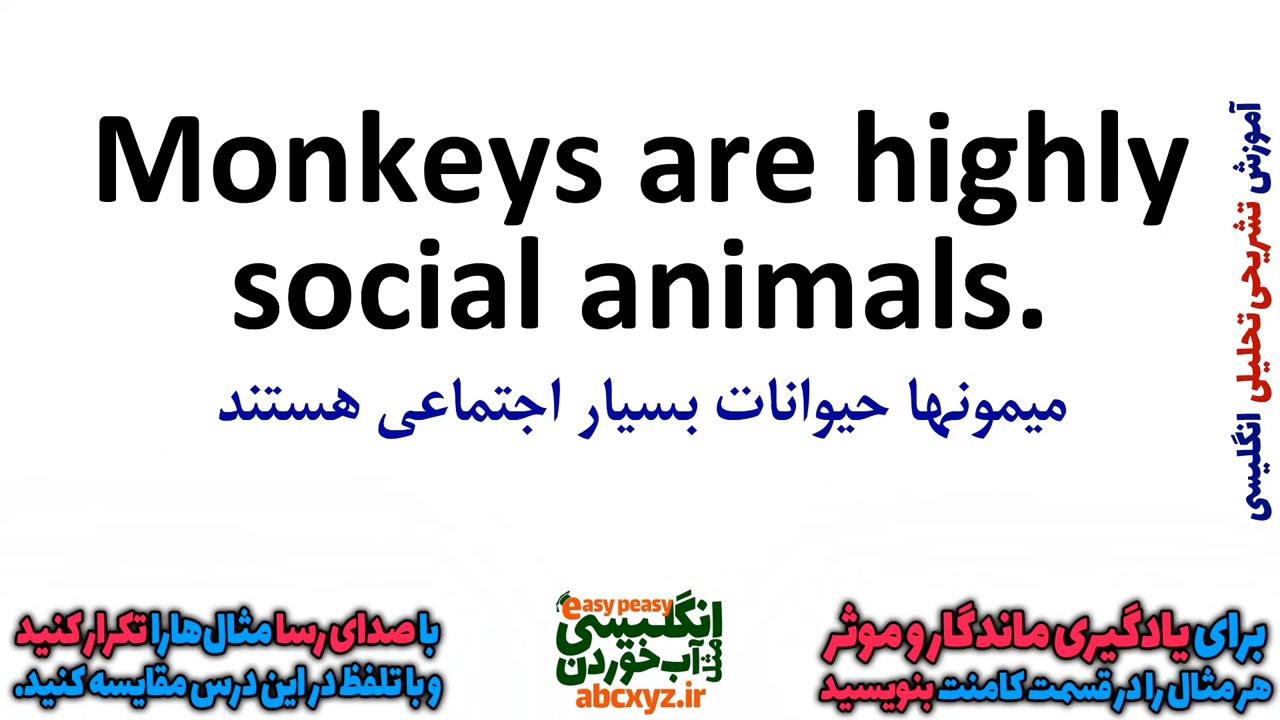 Monkeys are highly
social animals.
میمونها حیوانات بسیار اجتماعی هستند
آموزش تشریحی تحلیلی انگلیسی
برای یادگیری ماندگار و موثر
هر مثال را در قسمت کامنت بنویسید
easy peasy
انگلیسی
مثل
آب خوردن
abcxyz.ir
با صدای رسا مثال‌ها را تکرار کنید
و با تلفظ در این درس مقایسه کنید.